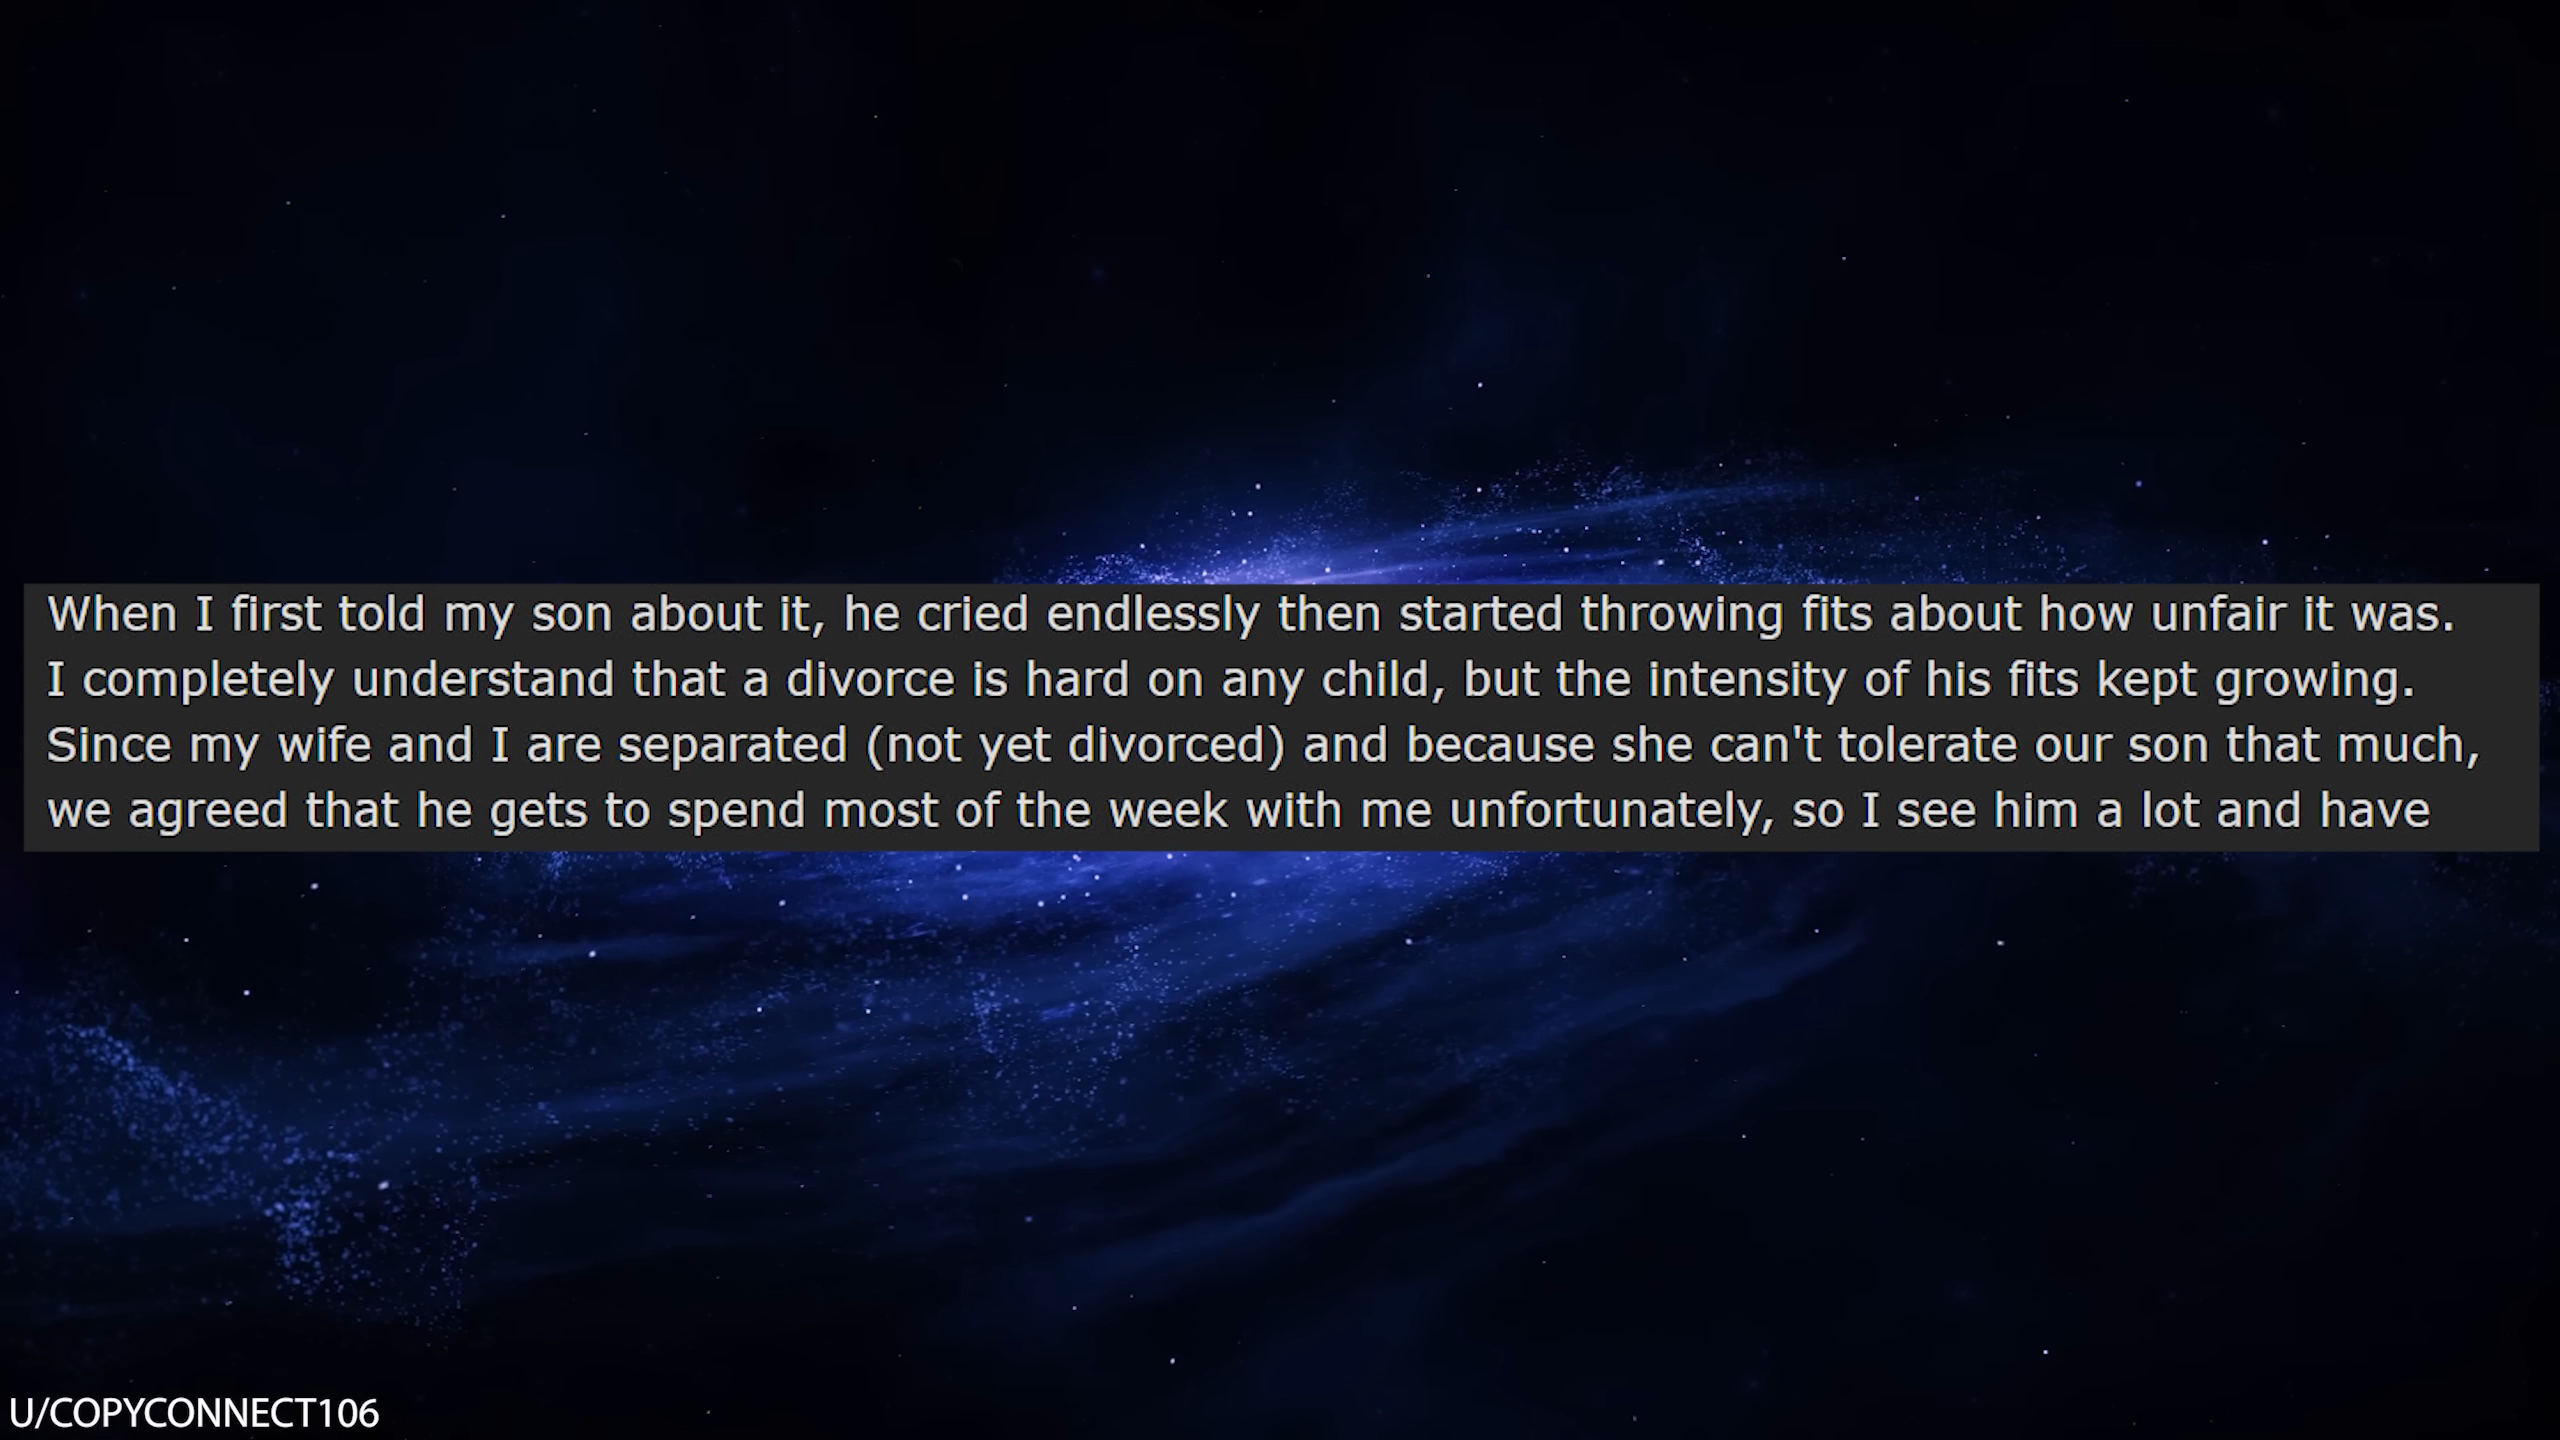 When I first told my son about it, he cried endlessly then started throwing fits about how unfair it was.
I completely understand that a divorce is hard on any child, but the intensity of his fits kept growing.
Since my wife and I are separated (not yet divorced) and because she can't tolerate our son that much,
we agreed that he gets to spend most of the week with me unfortunately, so I see him a lot and have
U/COPYCONNECT106